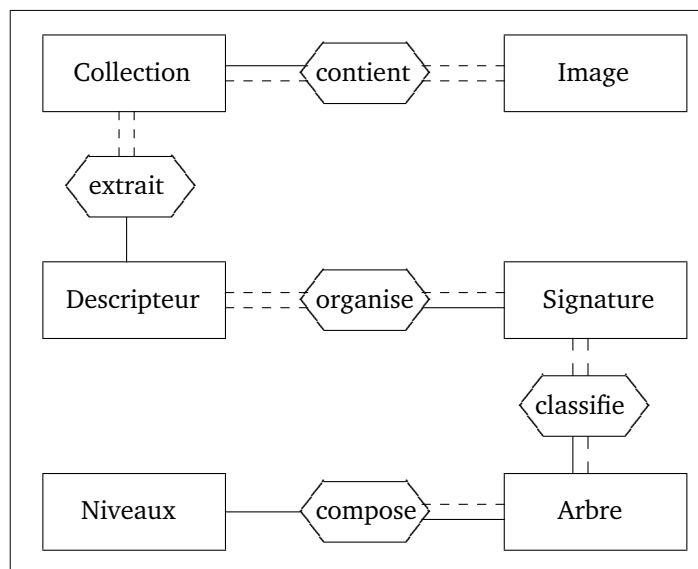 Collection
contient
Image
extrait
Descripteur
organise
Signature
classifie
Niveaux
compose
Arbre